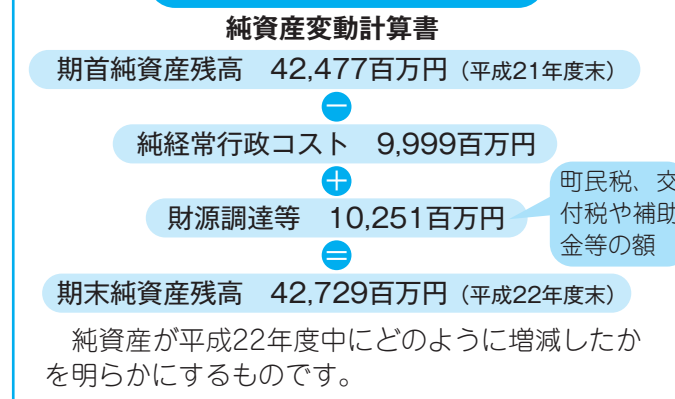 純資産変動計算書
期首純資産残高 42,477百万円（平成21年度末）
−
純経常行政コスト 9,999百万円
＋
財源調達等 10,251百万円
町民税、交
付税や補助
金等の額
＝
期末純資産残高 42,729百万円（平成22年度末）
純資産が平成22年度中にどのように増減したか
を明らかにするものです。